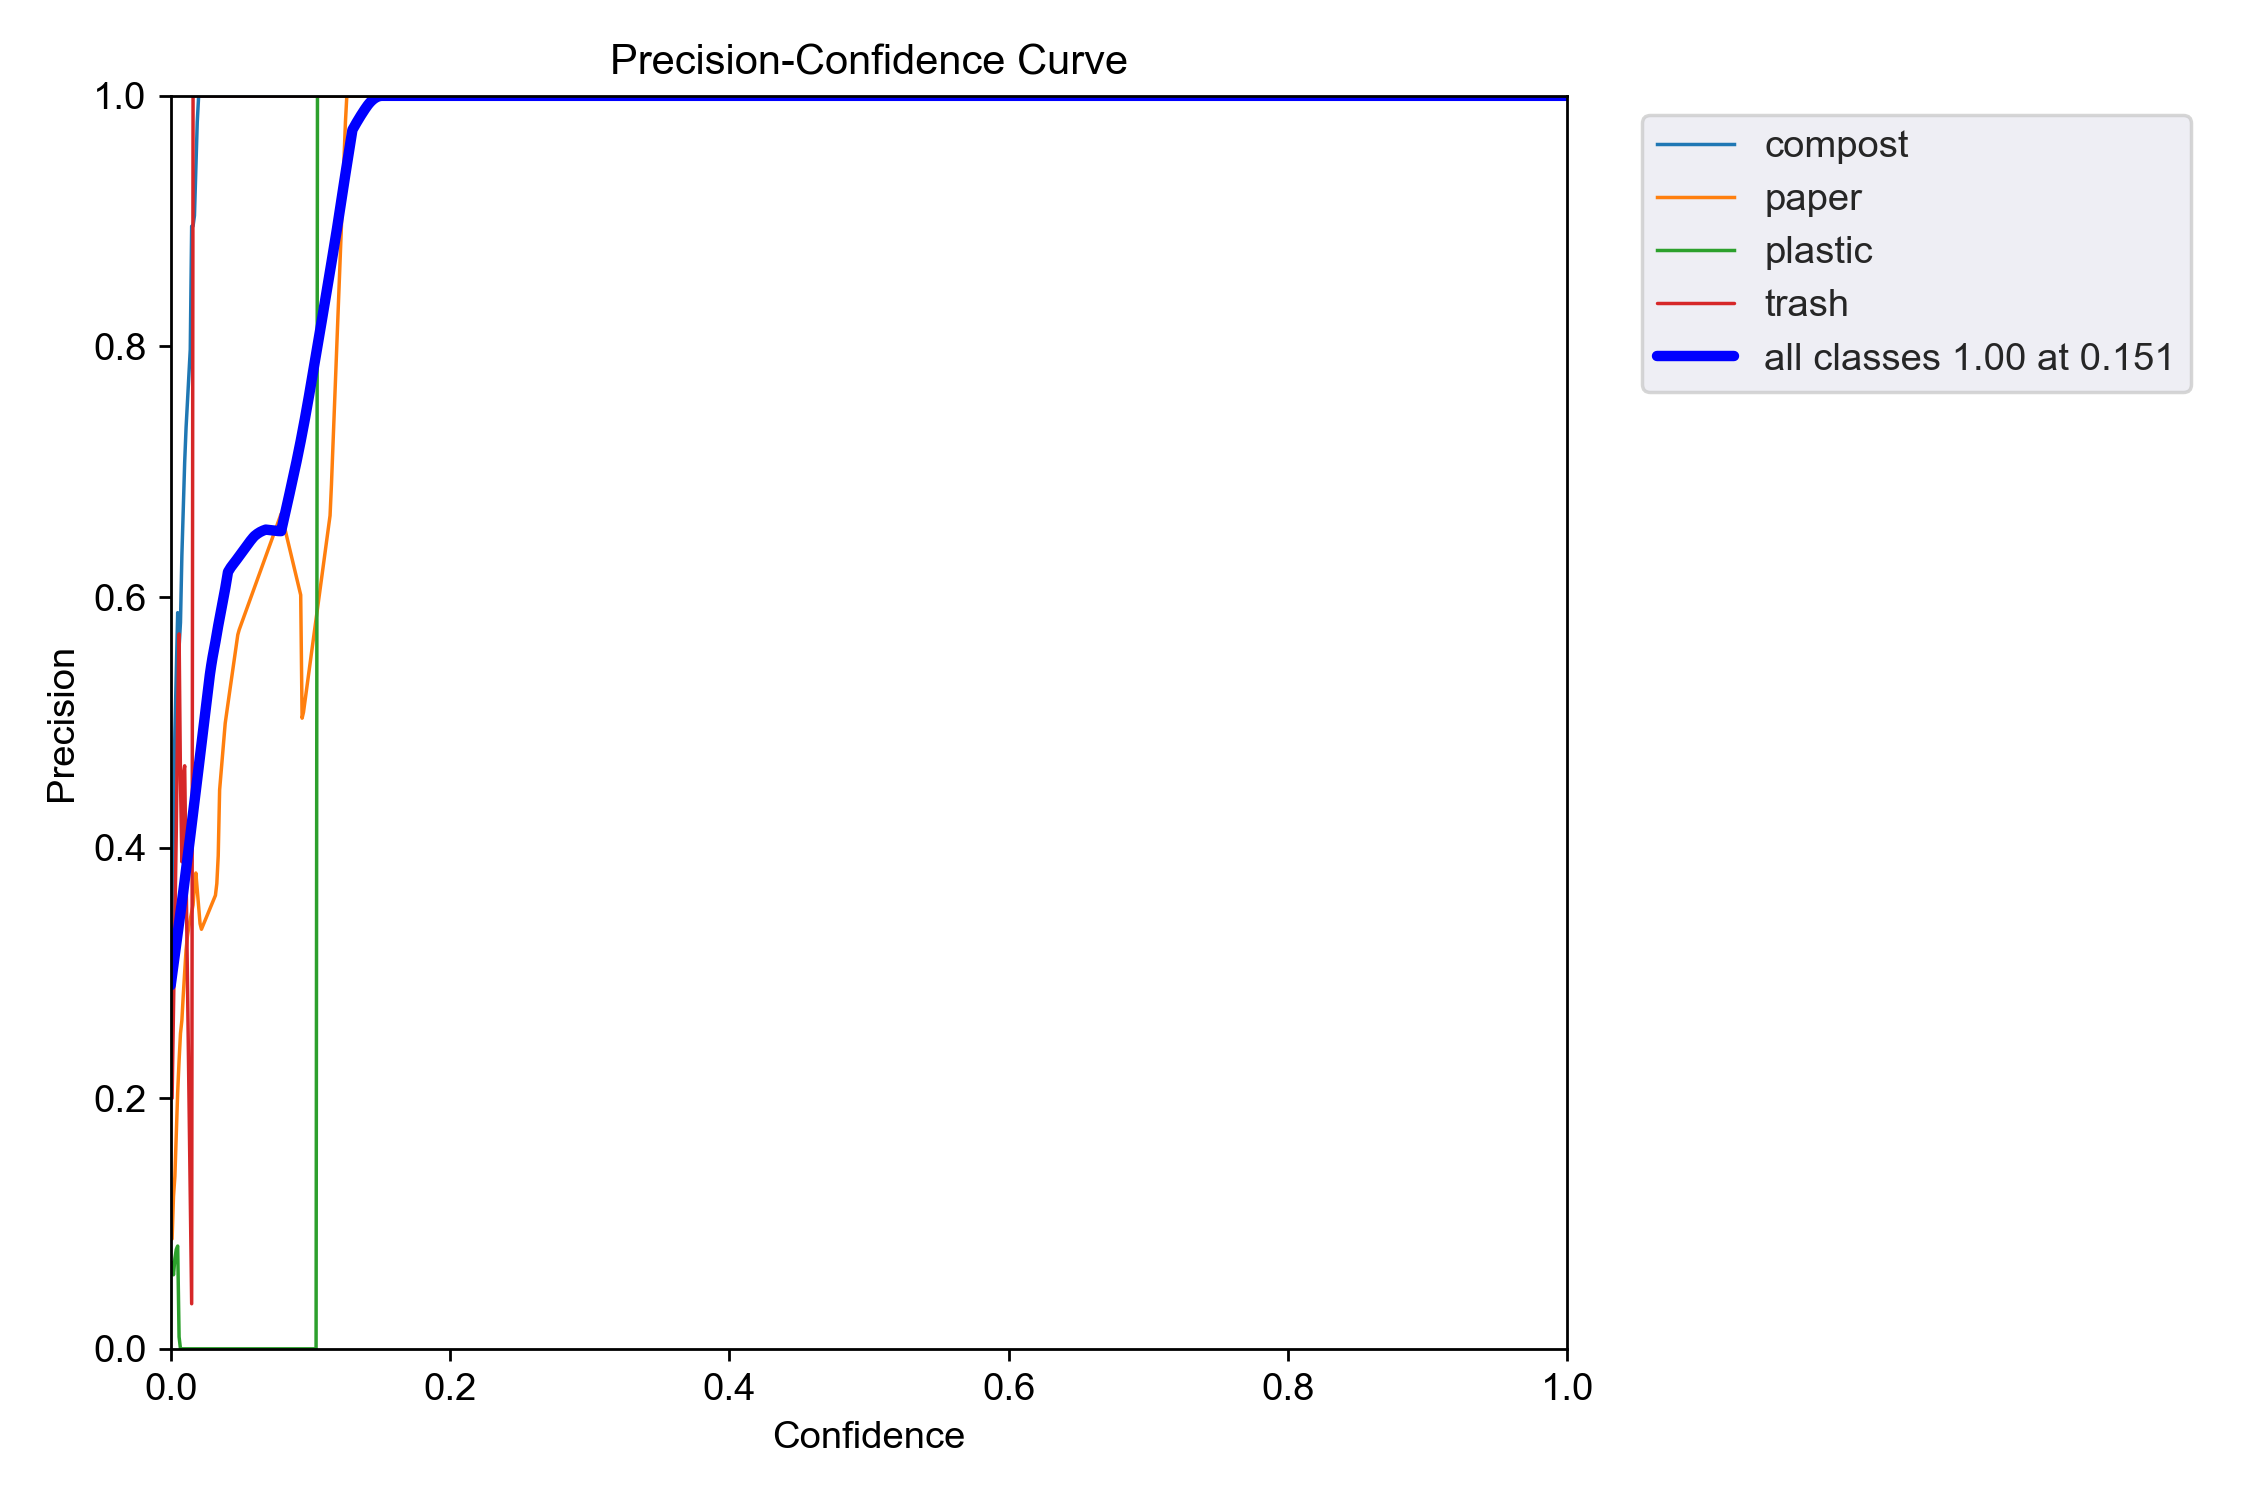 Precision-Confidence Curve
1.0
0.8
0.6
0.4
0.2
0.0
Precision
0.0 0.2 0.4 0.6 0.8 1.0
Confidence
compost
paper
plastic
trash
all classes 1.00 at 0.151